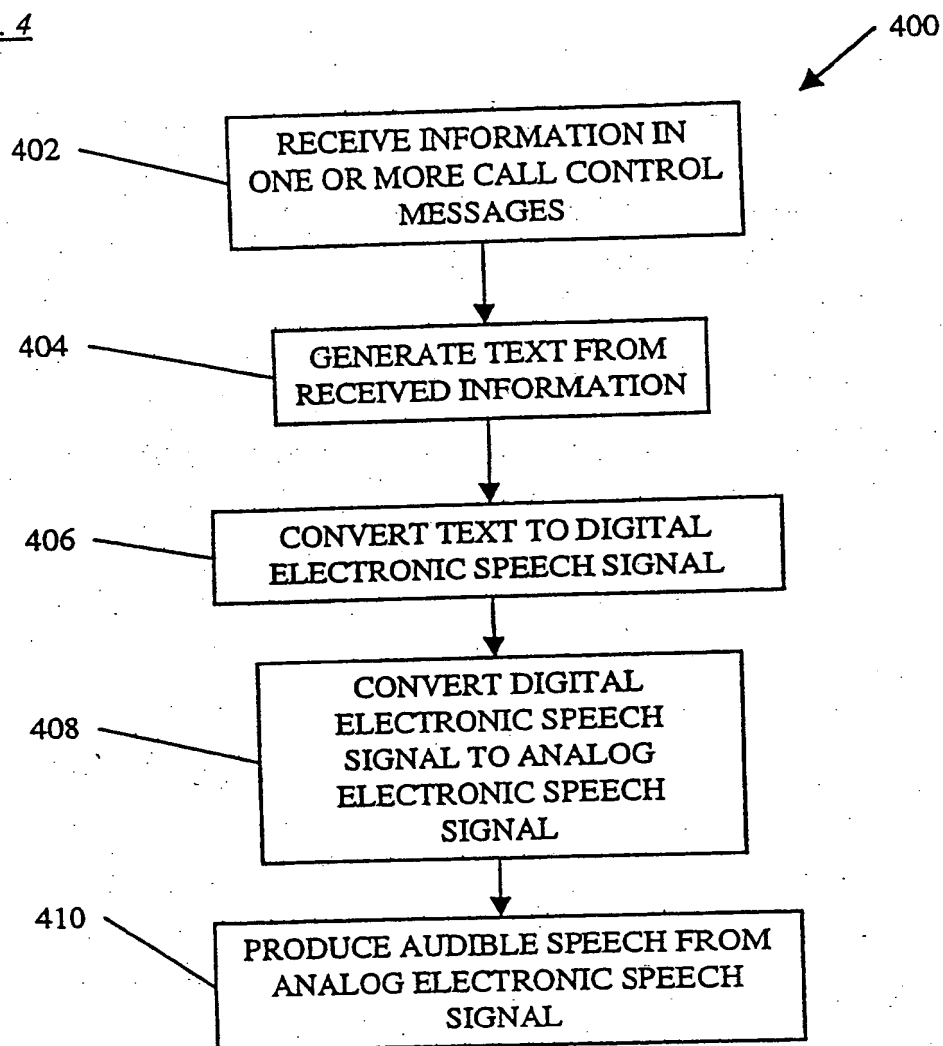 . 4
400
402
RECEIVE INFORMATION IN
ONE OR MORE CALL CONTROL
MESSAGES
404
GENERATE TEXT FROM
RECEIVED INFORMATION
406
CONVERT TEXT TO DIGITAL
ELECTRONIC SPEECH SIGNAL
408
CONVERT DIGITAL
ELECTRONIC SPEECH
SIGNAL TO ANALOG
ELECTRONIC SPEECH
SIGNAL
410
PRODUCE AUDIBLE SPEECH FROM
ANALOG ELECTRONIC SPEECH
SIGNAL